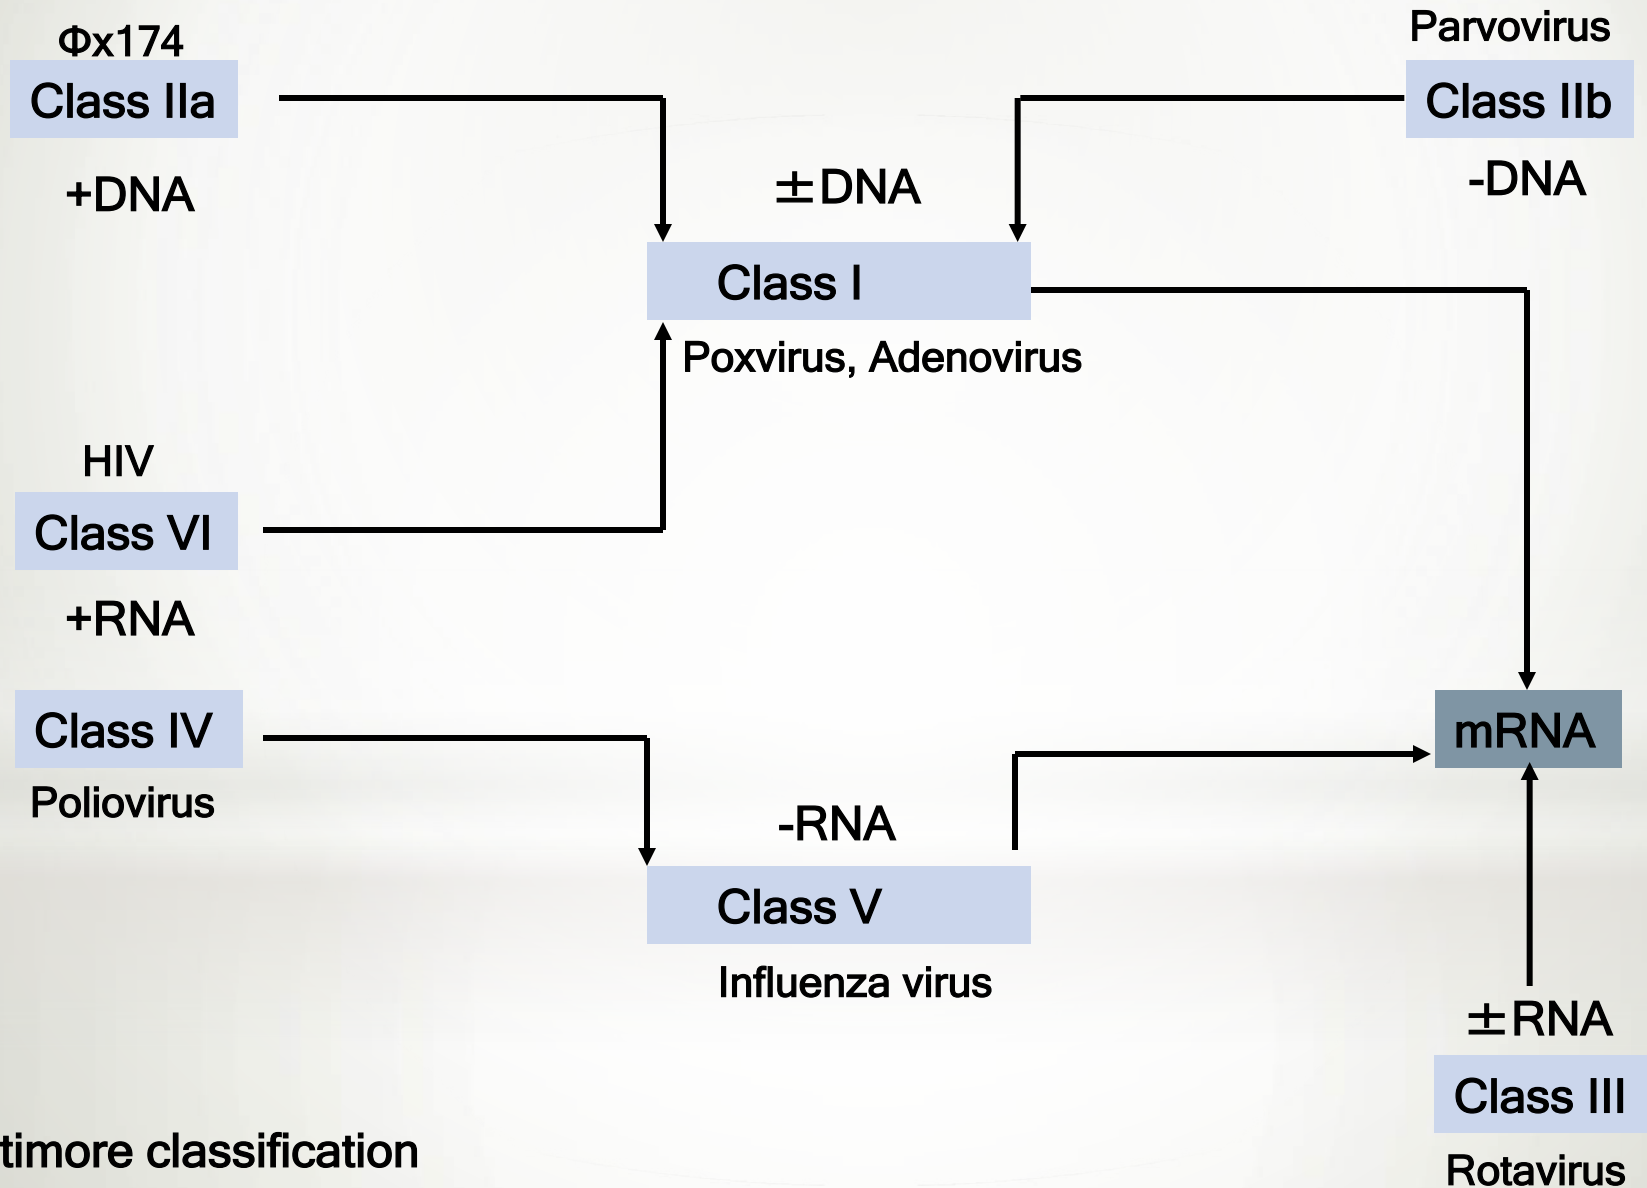 Φx174
Class IIa
+DNA
Parvovirus
Class IIb
-DNA
±DNA
Class I
Poxvirus, Adenovirus
HIV
Class VI
+RNA
Class IV
Poliovirus
mRNA
-RNA
Class V
Influenza virus
±RNA
Class III
Rotavirus
timore classification